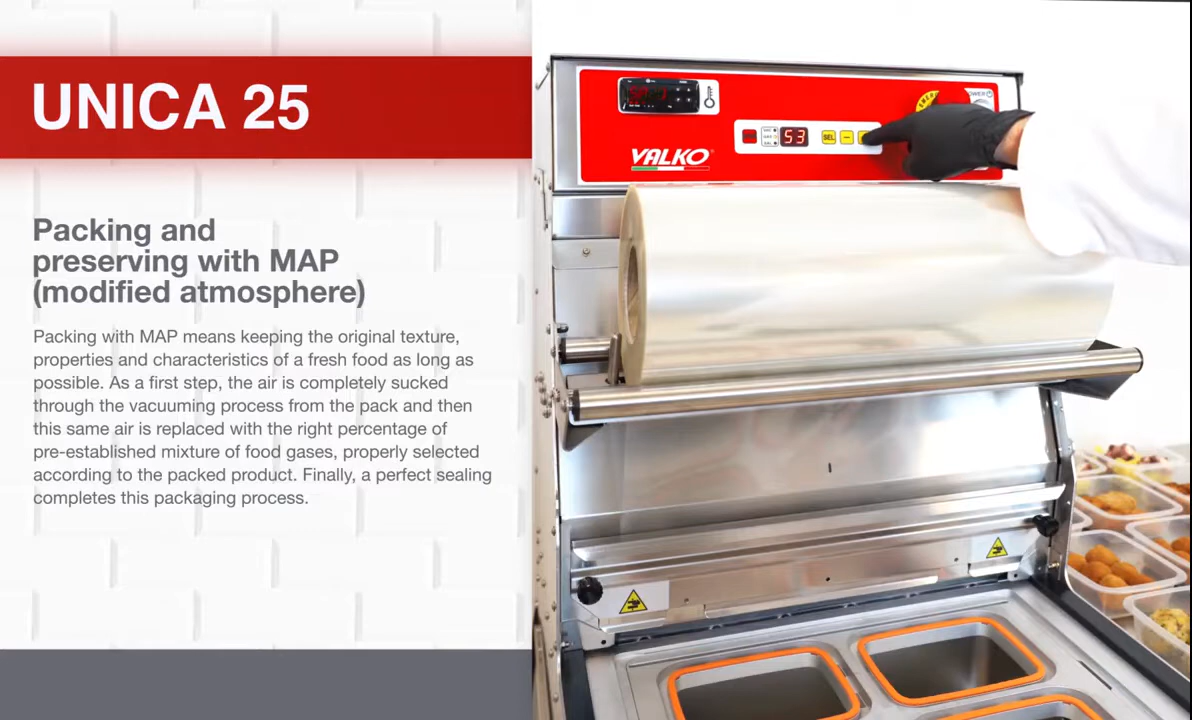 UNICA 25
Packing and
preserving with MAP
(modified atmosphere)
Packing with MAP means keeping the original texture,
properties and characteristics of a fresh food as long as
possible. As a first step, the air is completely sucked
through the vacuuming process from the pack and then
this same air is replaced with the right percentage of
pre-established mixture of food gases, properly selected
according to the packed product. Finally, a perfect sealing
completes this packaging process.
53
SEL
VALKO